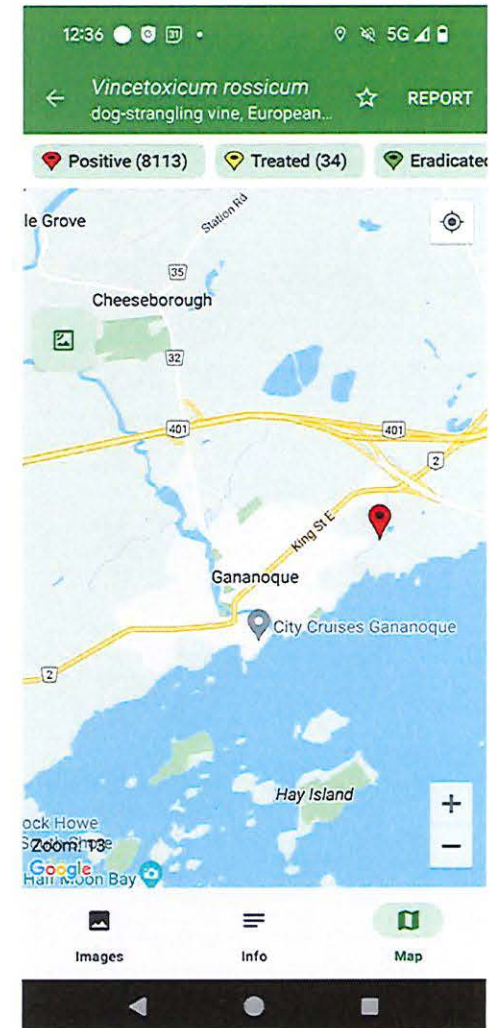 12:36 31 5G
Vincetoxicum rossicum
dog-strangling vine, European...
REPORT
Positive (8113) Treated (34) Eradicated
le Grove
Station Rd
35
Cheeseborough
32
401
401
2
King St E
Gananoque
City Cruises Gananoque
2
Hay Island
ock Howe
Zoom: 13
Google
Half Moon Bay
+
−
Images Info Map